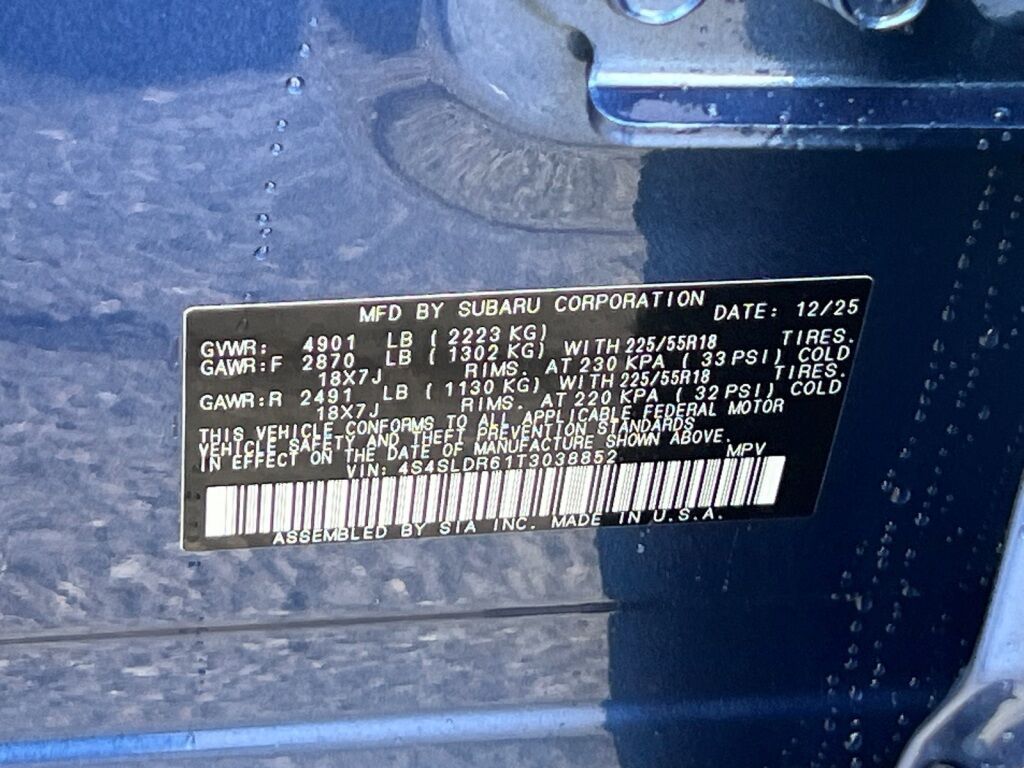 MFD BY SUBARU CORPORATION DATE: 12/25
GVWR: 4901 LB ( 2223 KG)
GAWR:F 2870 LB ( 1302 KG) WITH 225/55R18 TIRES.
18X7J RIMS. AT 230 KPA ( 33 PSI) COLD
GAWR:R 2491 LB ( 1130 KG) WITH 225/55R18 TIRES.
18X7J RIMS. AT 220 KPA ( 32 PSI) COLD
THIS VEHICLE CONFORMS TO ALL APPLICABLE FEDERAL MOTOR
VEHICLE SAFETY AND THEFT PREVENTION STANDARDS
IN EFFECT ON THE DATE OF MANUFACTURE SHOWN ABOVE.
VIN: 4S4SLDR61T3038852 MPV
ASSEMBLED BY SIA INC. MADE IN U.S.A.